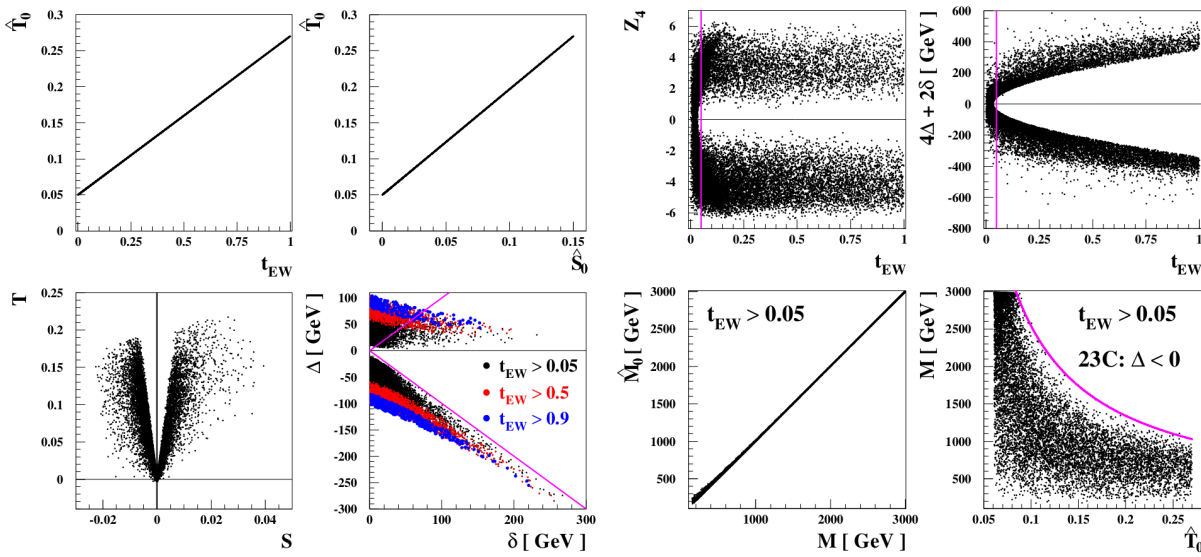 T̂₀
0.3
0.25
0.2
0.15
0.1
0.05
0
0 0.25 0.5 0.75 1
t_EW
T̂₀
0.3
0.25
0.2
0.15
0.1
0.05
0
0 0.05 0.1 0.15
Ŝ₀
Z₄
6
4
2
0
-2
-4
-6
0 0.25 0.5 0.75 1
t_EW
4Δ + 2δ [ GeV ]
600
400
200
0
-200
-400
-600
-800
0 0.25 0.5 0.75 1
t_EW
T
0.25
0.2
0.15
0.1
0.05
0
-0.02 0 0.02 0.04
S
Δ [ GeV ]
100
50
0
-50
-100
-150
-200
-250
-300
t_EW > 0.05
t_EW > 0.5
t_EW > 0.9
0 100 200 300
δ [ GeV ]
M̂₀ [ GeV ]
3000
2500
2000
1500
1000
500
t_EW > 0.05
1000 2000 3000
M [ GeV ]
M [ GeV ]
3000
2500
2000
1500
1000
500
t_EW > 0.05
23C: Δ < 0
0.05 0.1 0.15 0.2 0.25
T̂₀